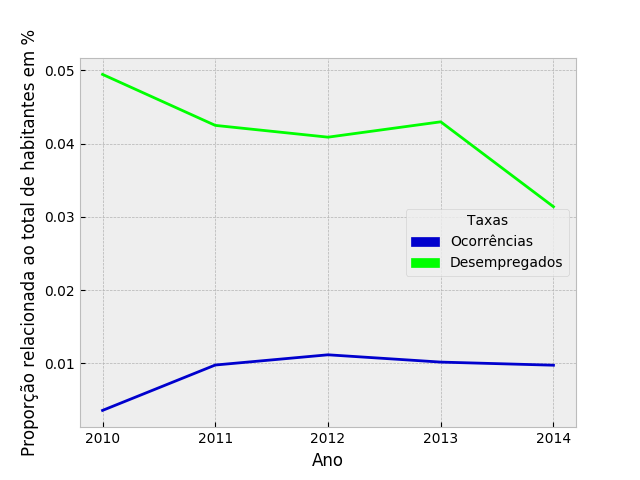 Proporção relacionada ao total de habitantes em %
0.05
0.04
0.03
0.02
0.01
Taxas
Ocorrências
Desempregados
2010 2011 2012 2013 2014
Ano